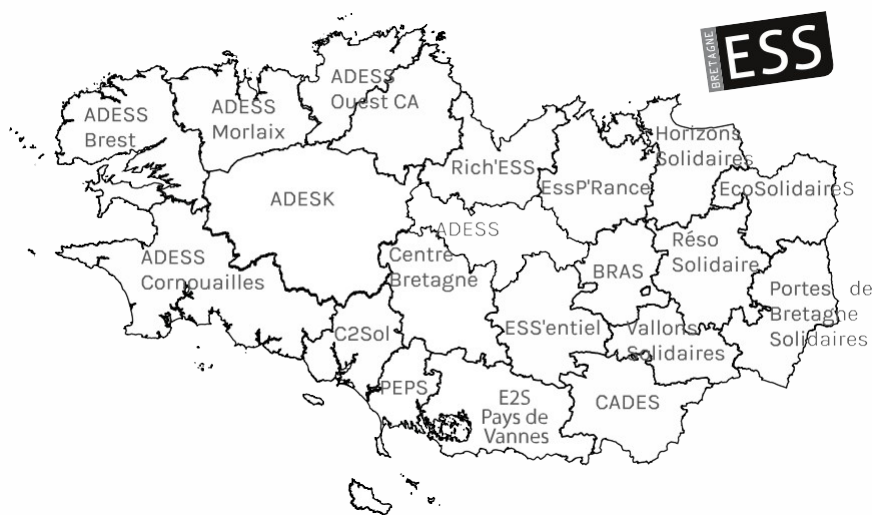 BRETAGNE
ESS
ADESS
Brest
ADESS
Morlaix
ADESS
Ouest CA
Rich'ESS
EssP'Rance
Horizons
Solidaires
EcoSolidaireS
ADESK
ADESS
Centre
Bretagne
ADESS
Cornouailles
BRAS
Réso
Solidaire
Portes de
Bretagne
Solidaires
C2Sol
ESS'entiel
Vallons
Solidaires
PEPS
E2S
Pays de
Vannes
CADES